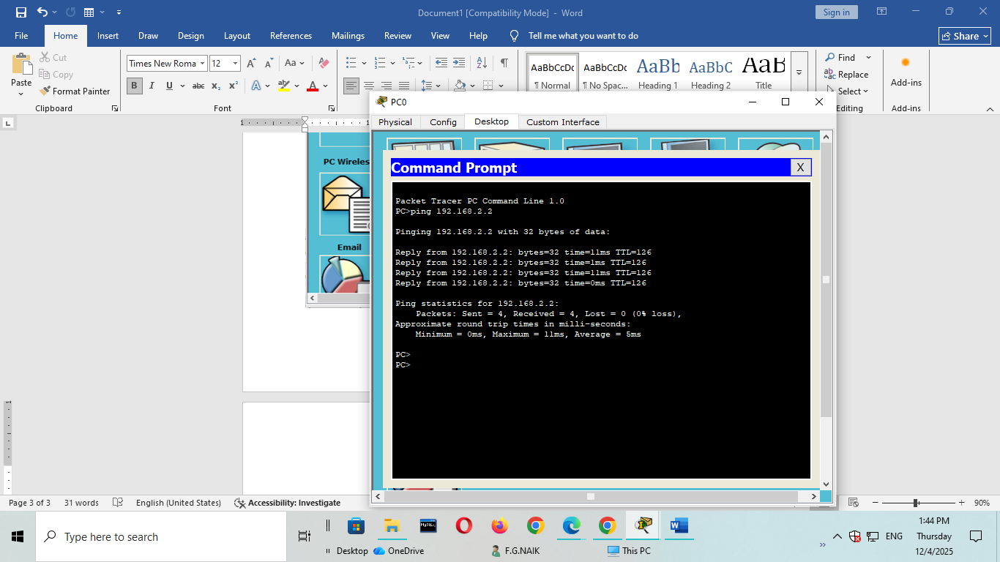 Document1 [Compatibility Mode] - Word
Sign in
File Home Insert Draw Design Layout References Mailings Review View Help Tell me what you want to do Share
Paste
Cut
Copy
Format Painter
Clipboard
Times New Roma 12
Font
AaBbCcDc
¶ Normal
AaBbCcDc
¶ No Spac...
AaBb
Heading 1
AaBbC
Heading 2
AaB
Title
Find
Replace
Select
Editing
Add-ins
Add-ins
PC Wireles
Email
PC0
Physical Config Desktop Custom Interface
Command Prompt X
Packet Tracer PC Command Line 1.0
PC>ping 192.168.2.2
Pinging 192.168.2.2 with 32 bytes of data:
Reply from 192.168.2.2: bytes=32 time=11ms TTL=126
Reply from 192.168.2.2: bytes=32 time=1ms TTL=126
Reply from 192.168.2.2: bytes=32 time=11ms TTL=126
Reply from 192.168.2.2: bytes=32 time=0ms TTL=126
Ping statistics for 192.168.2.2:
Packets: Sent = 4, Received = 4, Lost = 0 (0% loss),
Approximate round trip times in milli-seconds:
Minimum = 0ms, Maximum = 11ms, Average = 5ms
PC>
PC>
Page 3 of 3 31 words English (United States) Accessibility: Investigate 90%
Type here to search
Desktop OneDrive F.G.NAIK This PC
ENG
1:44 PM
Thursday
12/4/2025